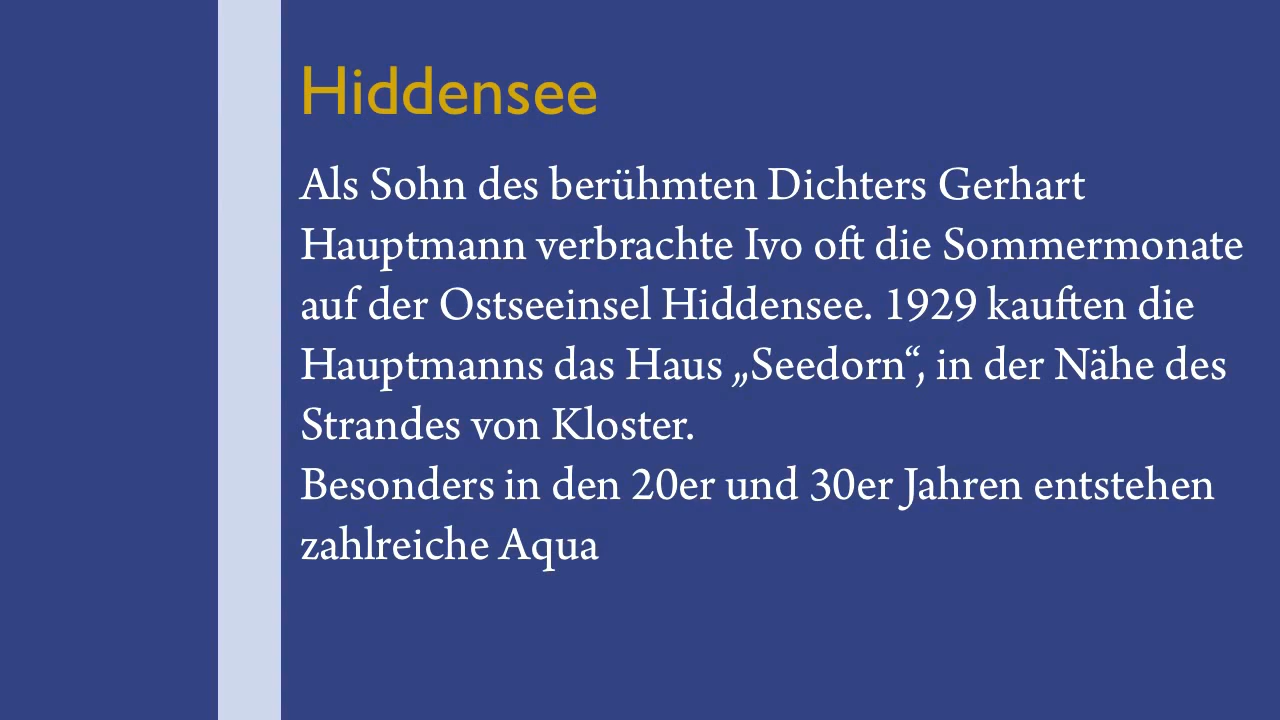 Hiddensee
Als Sohn des berühmten Dichters Gerhart
Hauptmann verbrachte Ivo oft die Sommermonate
auf der Ostseeinsel Hiddensee. 1929 kauften die
Hauptmanns das Haus „Seedorn“, in der Nähe des
Strandes von Kloster.
Besonders in den 20er und 30er Jahren entstehen
zahlreiche Aqua